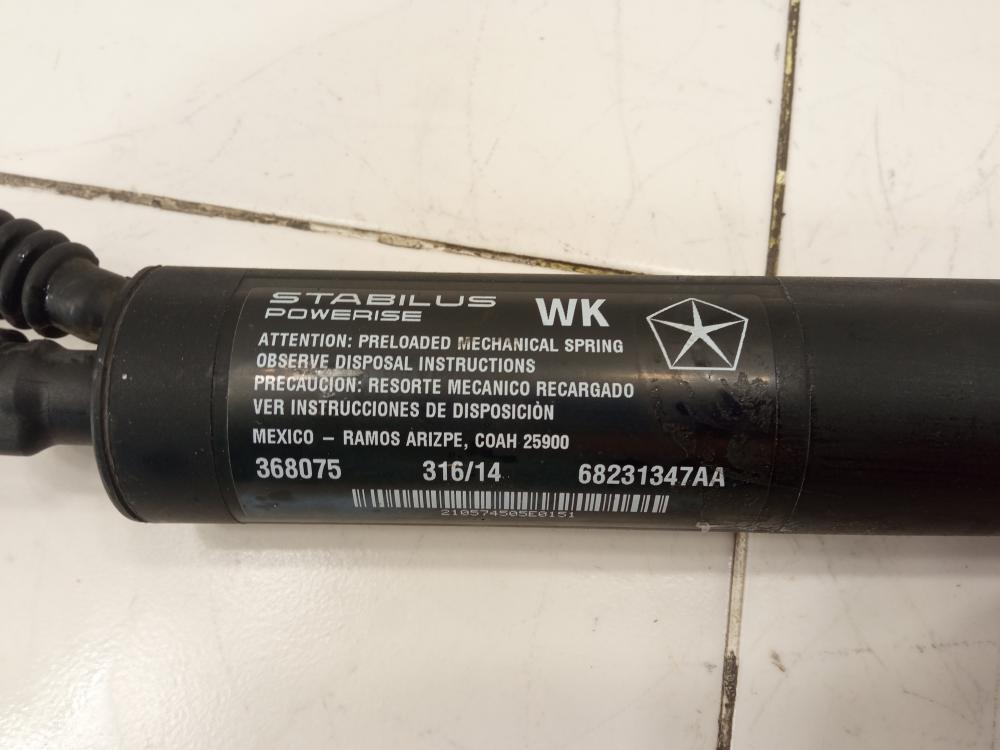 STABILUS
POWERISE
WK
ATTENTION: PRELOADED MECHANICAL SPRING
OBSERVE DISPOSAL INSTRUCTIONS
PRECAUCION: RESORTE MECANICO RECARGADO
VER INSTRUCCIONES DE DISPOSICIÒN
MEXICO – RAMOS ARIZPE, COAH 25900
368075 316/14 68231347AA
210574505E0151